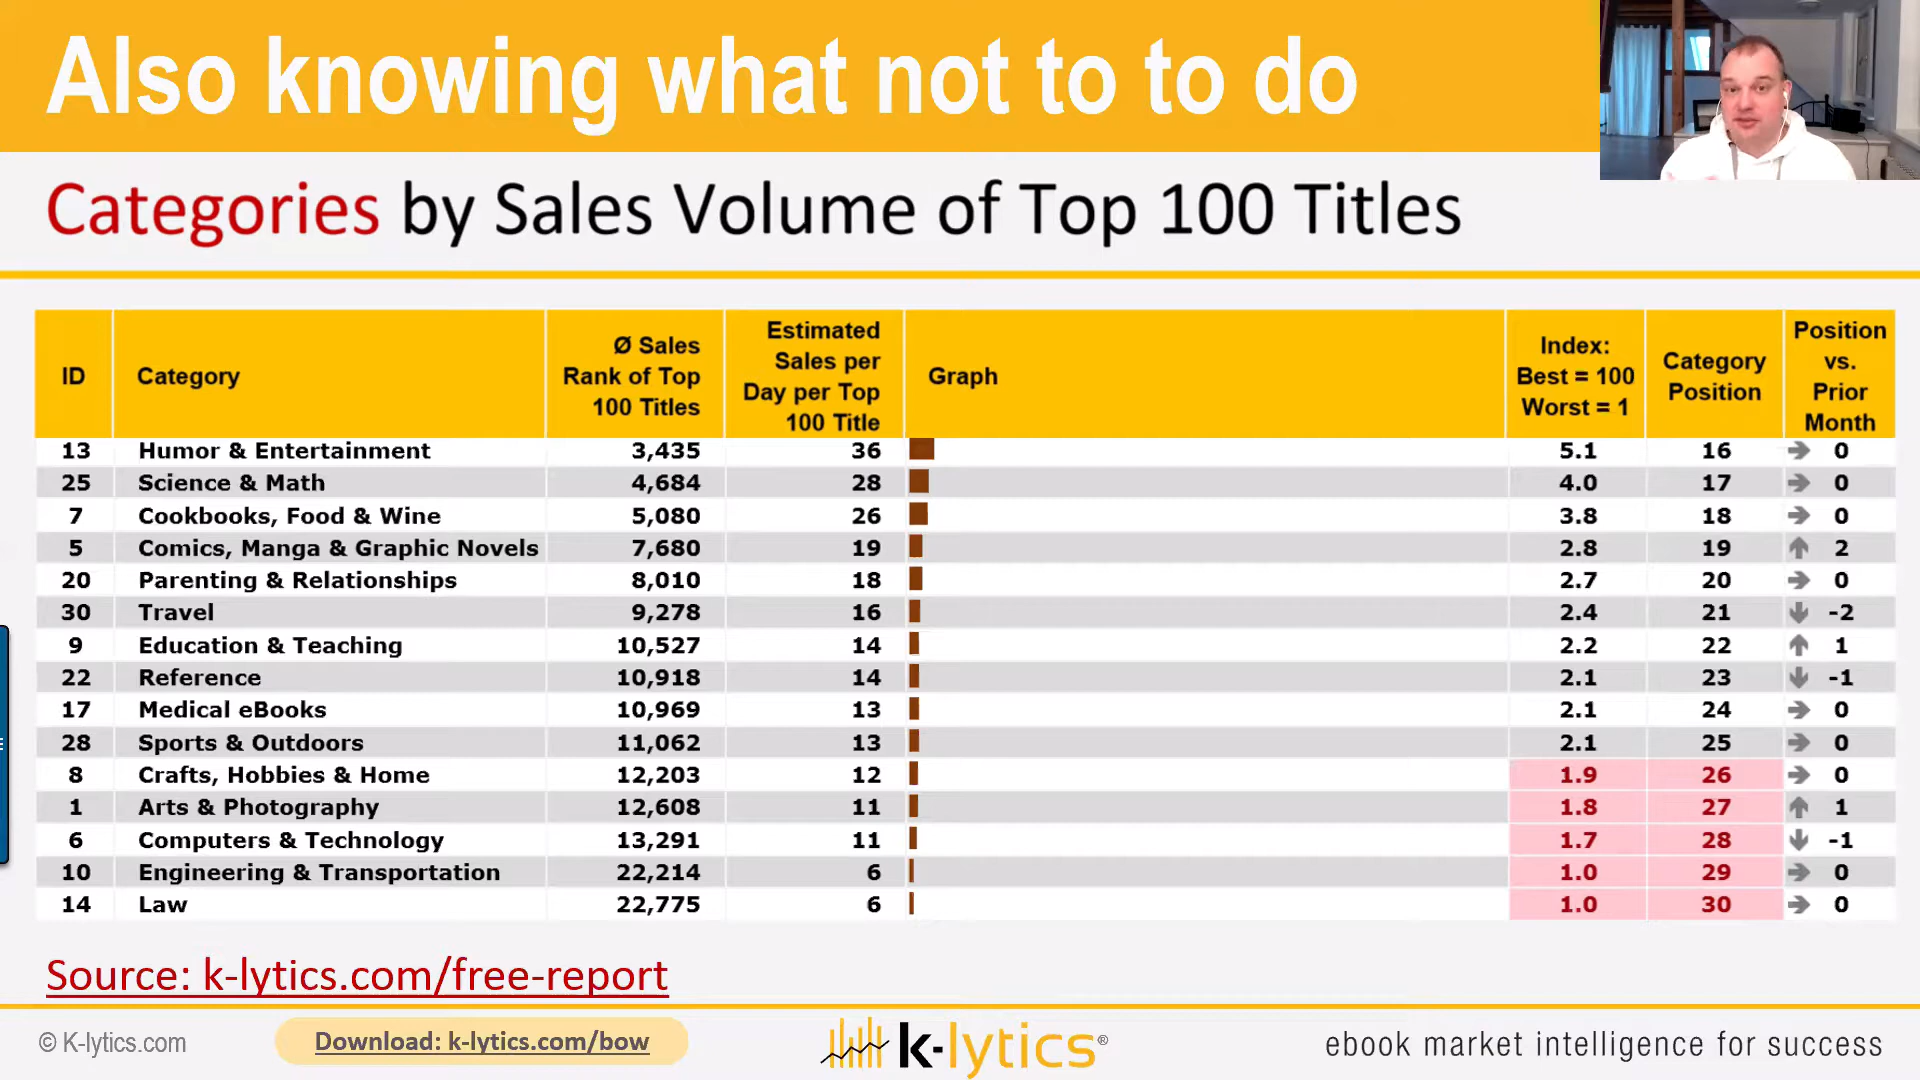 Also knowing what not to to do
Categories by Sales Volume of Top 100 Titles
ID Category Ø Sales Rank of Top 100 Titles Estimated Sales per Day per Top 100 Title Graph Index: Best = 100 Worst = 1 Category Position Position vs. Prior Month
13 Humor & Entertainment 3,435 36 5.1 16 0
25 Science & Math 4,684 28 4.0 17 0
7 Cookbooks, Food & Wine 5,080 26 3.8 18 0
5 Comics, Manga & Graphic Novels 7,680 19 2.8 19 2
20 Parenting & Relationships 8,010 18 2.7 20 0
30 Travel 9,278 16 2.4 21 -2
9 Education & Teaching 10,527 14 2.2 22 1
22 Reference 10,918 14 2.1 23 -1
17 Medical eBooks 10,969 13 2.1 24 0
28 Sports & Outdoors 11,062 13 2.1 25 0
8 Crafts, Hobbies & Home 12,203 12 1.9 26 0
1 Arts & Photography 12,608 11 1.8 27 1
6 Computers & Technology 13,291 11 1.7 28 -1
10 Engineering & Transportation 22,214 6 1.0 29 0
14 Law 22,775 6 1.0 30 0
Source: k-lytics.com/free-report
© K-lytics.com Download: k-lytics.com/bow k-lytics® ebook market intelligence for success